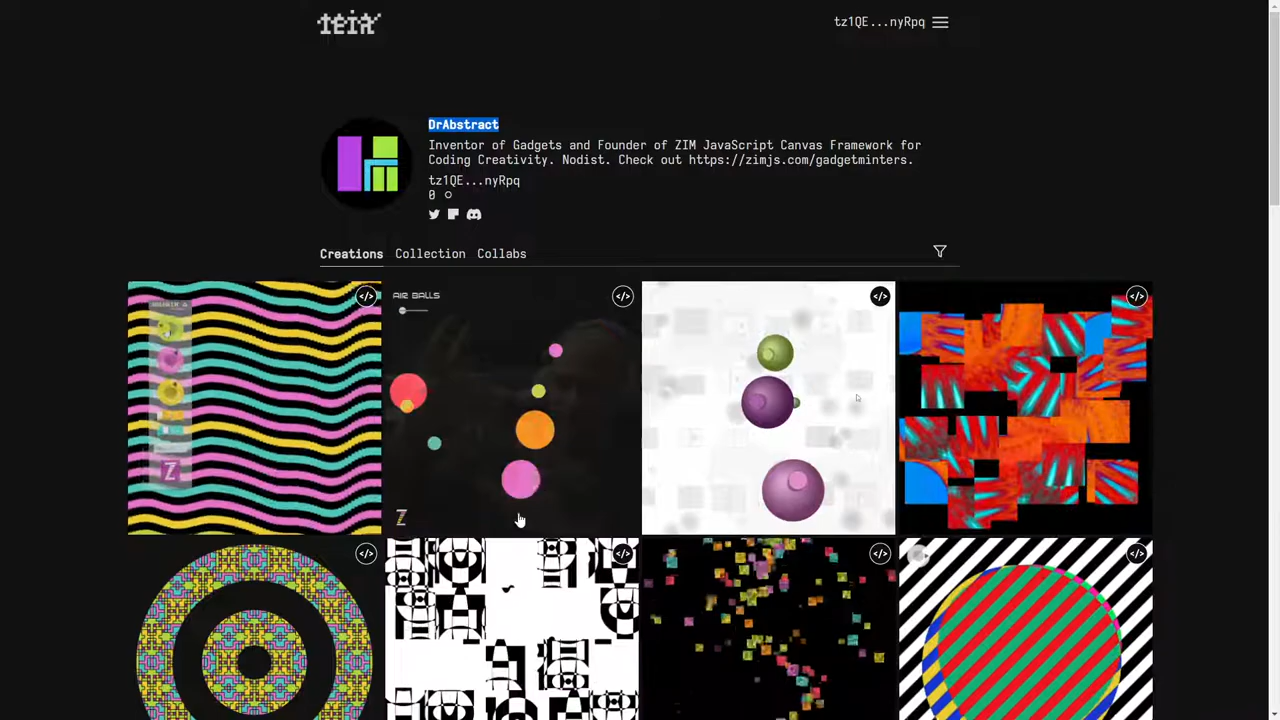 tz1QE...nyRpq
DrAbstract
Inventor of Gadgets and Founder of ZIM JavaScript Canvas Framework for
Coding Creativity. Nodist. Check out https://zimjs.com/gadgetminters.
tz1QE...nyRpq
0 ○
Creations Collection Collabs
</> </> </> </>
AIR BALLS
Z
Z
</> </> </> </>